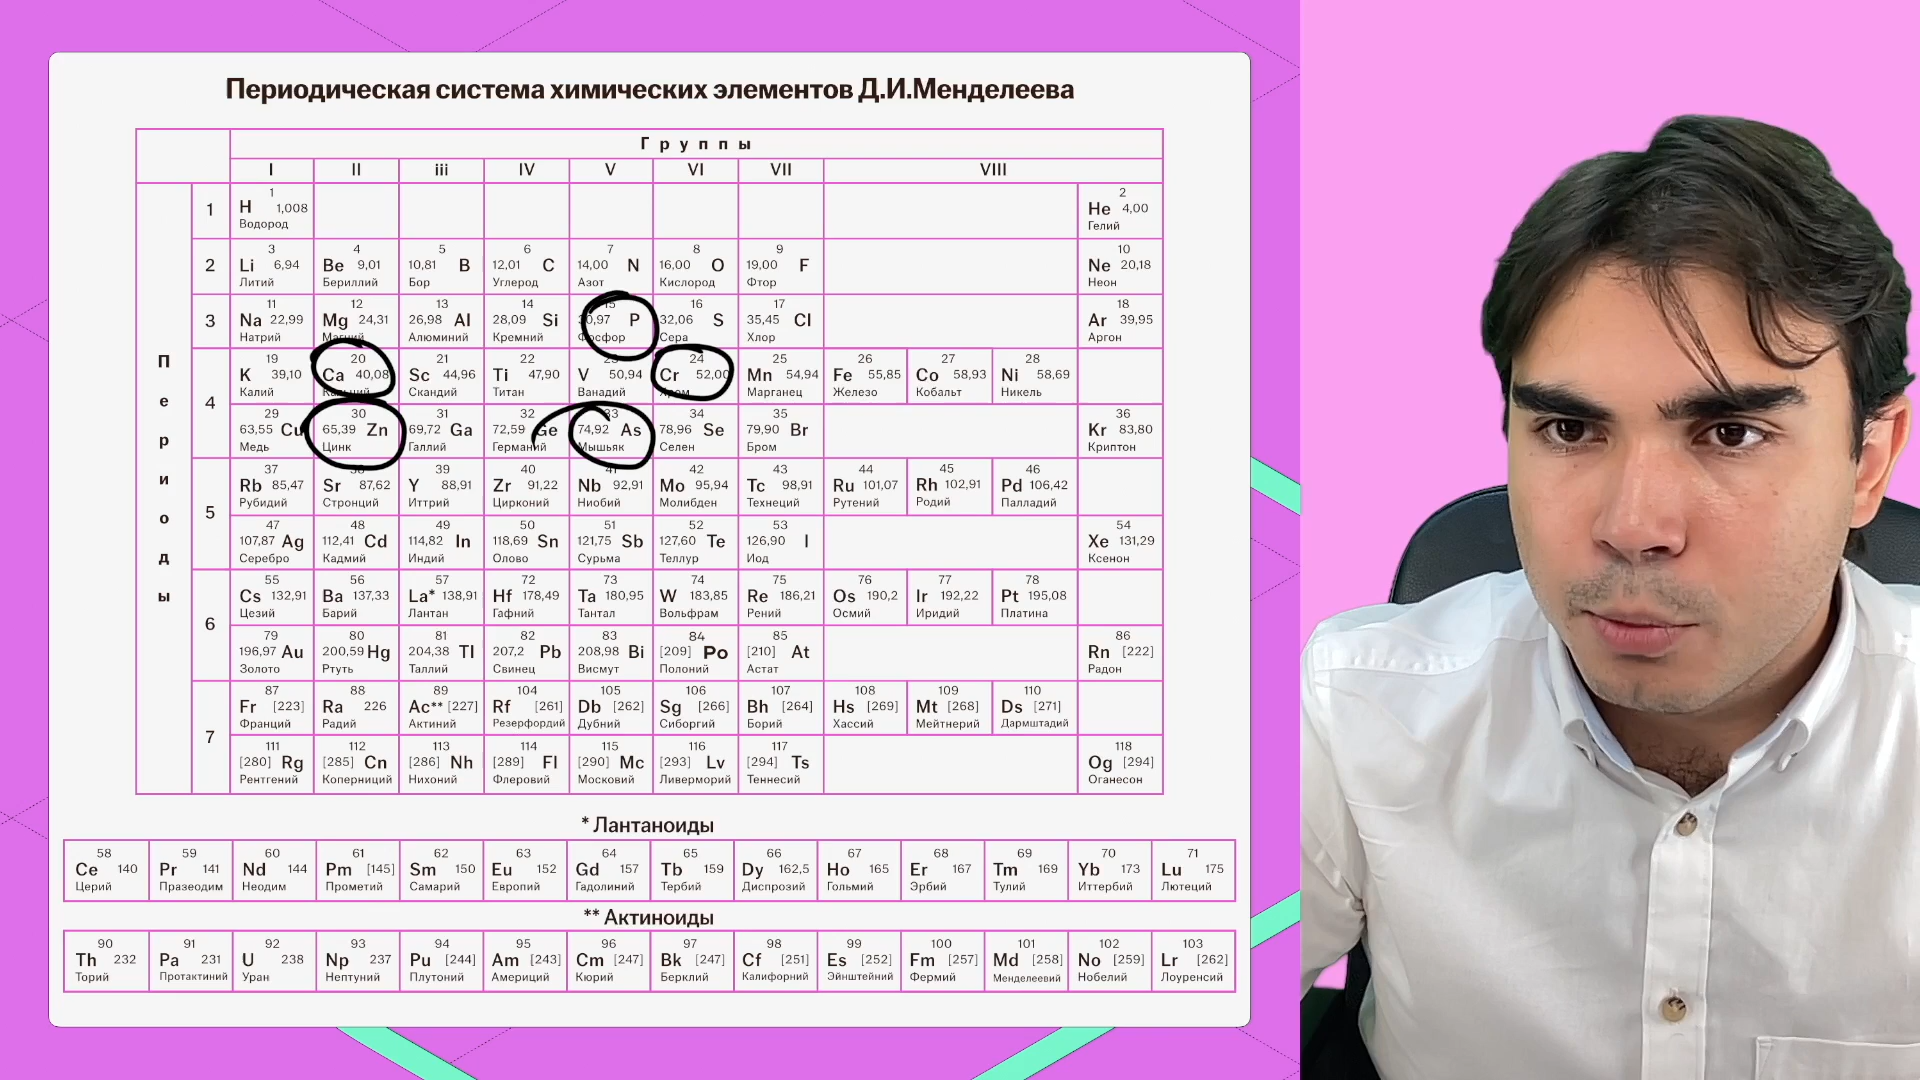 Периодическая система химических элементов Д.И.Менделеева
Г р у п п ы
I II iii IV V VI VII VIII
П е р и о д ы
1
1 2
H 1,008 He 4,00
Водород Гелий
2
3 4 5 6 7 8 9 10
Li 6,94 Be 9,01 10,81 B 12,01 C 14,00 N 16,00 O 19,00 F Ne 20,18
Литий Бериллий Бор Углерод Азот Кислород Фтор Неон
3
11 12 13 14 15 16 17 18
Na 22,99 Mg 24,31 26,98 Al 28,09 Si 30,97 P 32,06 S 35,45 Cl Ar 39,95
Натрий Магний Алюминий Кремний Фосфор Сера Хлор Аргон
4
19 20 21 22 23 24 25 26 27 28
K 39,10 Ca 40,08 Sc 44,96 Ti 47,90 V 50,94 Cr 52,00 Mn 54,94 Fe 55,85 Co 58,93 Ni 58,69
Калий Кальций Скандий Титан Ванадий Хром Марганец Железо Кобальт Никель
29 30 31 32 33 34 35 36
63,55 Cu 65,39 Zn 69,72 Ga 72,59 Ge 74,92 As 78,96 Se 79,90 Br Kr 83,80
Медь Цинк Галлий Германий Мышьяк Селен Бром Криптон
5
37 38 39 40 41 42 43 44 45 46
Rb 85,47 Sr 87,62 Y 88,91 Zr 91,22 Nb 92,91 Mo 95,94 Tc 98,91 Ru 101,07 Rh 102,91 Pd 106,42
Рубидий Стронций Иттрий Цирконий Ниобий Молибден Технеций Рутений Родий Палладий
47 48 49 50 51 52 53 54
107,87 Ag 112,41 Cd 114,82 In 118,69 Sn 121,75 Sb 127,60 Te 126,90 I Xe 131,29
Серебро Кадмий Индий Олово Сурьма Теллур Иод Ксенон
6
55 56 57 72 73 74 75 76 77 78
Cs 132,91 Ba 137,33 La* 138,91 Hf 178,49 Ta 180,95 W 183,85 Re 186,21 Os 190,2 Ir 192,22 Pt 195,08
Цезий Барий Лантан Гафний Тантал Вольфрам Рений Осмий Иридий Платина
79 80 81 82 83 84 85 86
196,97 Au 200,59 Hg 204,38 Tl 207,2 Pb 208,98 Bi [209] Po [210] At Rn [222]
Золото Ртуть Таллий Свинец Висмут Полоний Астат Радон
7
87 88 89 104 105 106 107 108 109 110
Fr [223] Ra 226 Ac** [227] Rf [261] Db [262] Sg [266] Bh [264] Hs [269] Mt [268] Ds [271]
Франций Радий Актиний Резерфордий Дубний Сиборгий Борий Хассий Мейтнерий Дармштадий
111 112 113 114 115 116 117 118
[280] Rg [285] Cn [286] Nh [289] Fl [290] Mc [293] Lv [294] Ts Og [294]
Рентгений Коперниций Нихоний Флеровий Московий Ливерморий Теннесий Оганесон
* Лантаноиды
58 59 60 61 62 63 64 65 66 67 68 69 70 71
Ce 140 Pr 141 Nd 144 Pm [145] Sm 150 Eu 152 Gd 157 Tb 159 Dy 162,5 Ho 165 Er 167 Tm 169 Yb 173 Lu 175
Церий Празеодим Неодим Прометий Самарий Европий Гадолиний Тербий Диспрозий Гольмий Эрбий Тулий Иттербий Лютеций
** Актиноиды
90 91 92 93 94 95 96 97 98 99 100 101 102 103
Th 232 Pa 231 U 238 Np 237 Pu [244] Am [243] Cm [247] Bk [247] Cf [251] Es [252] Fm [257] Md [258] No [259] Lr [262]
Торий Протактиний Уран Нептуний Плутоний Америций Кюрий Берклий Калифорний Эйнштейний Фермий Менделеевий Нобелий Лоуренсий